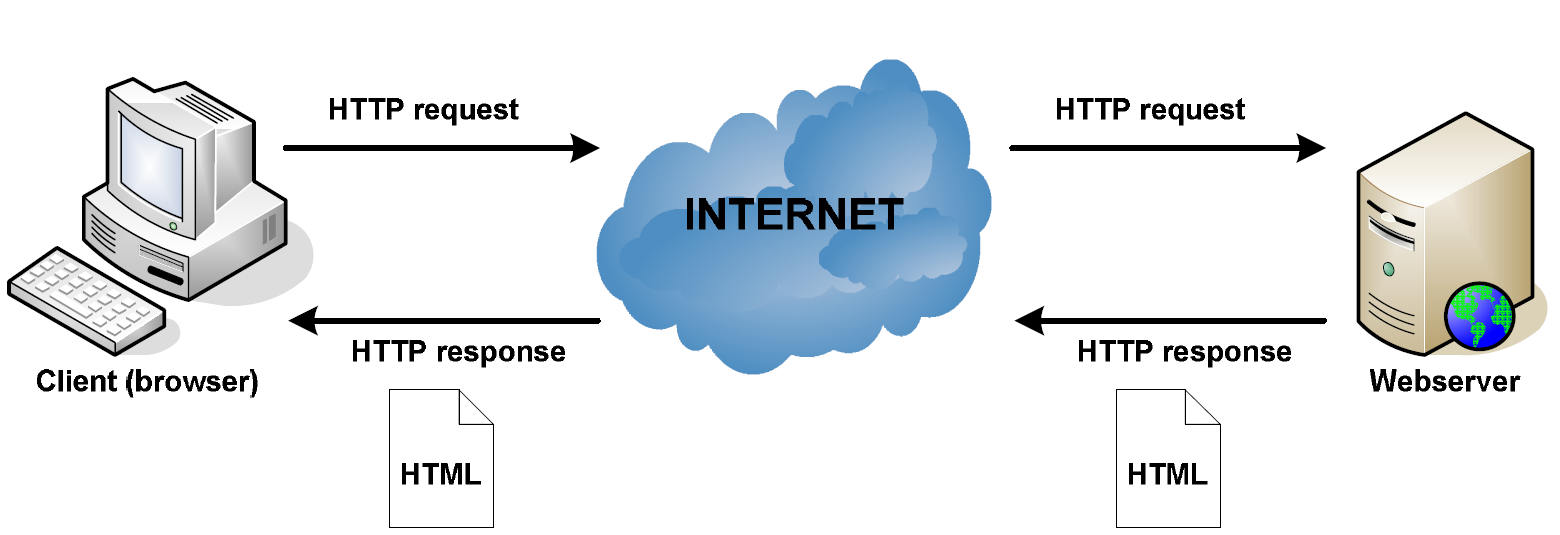 HTTP request
HTTP request
INTERNET
HTTP response
HTTP response
Client (browser)
Webserver
HTML
HTML